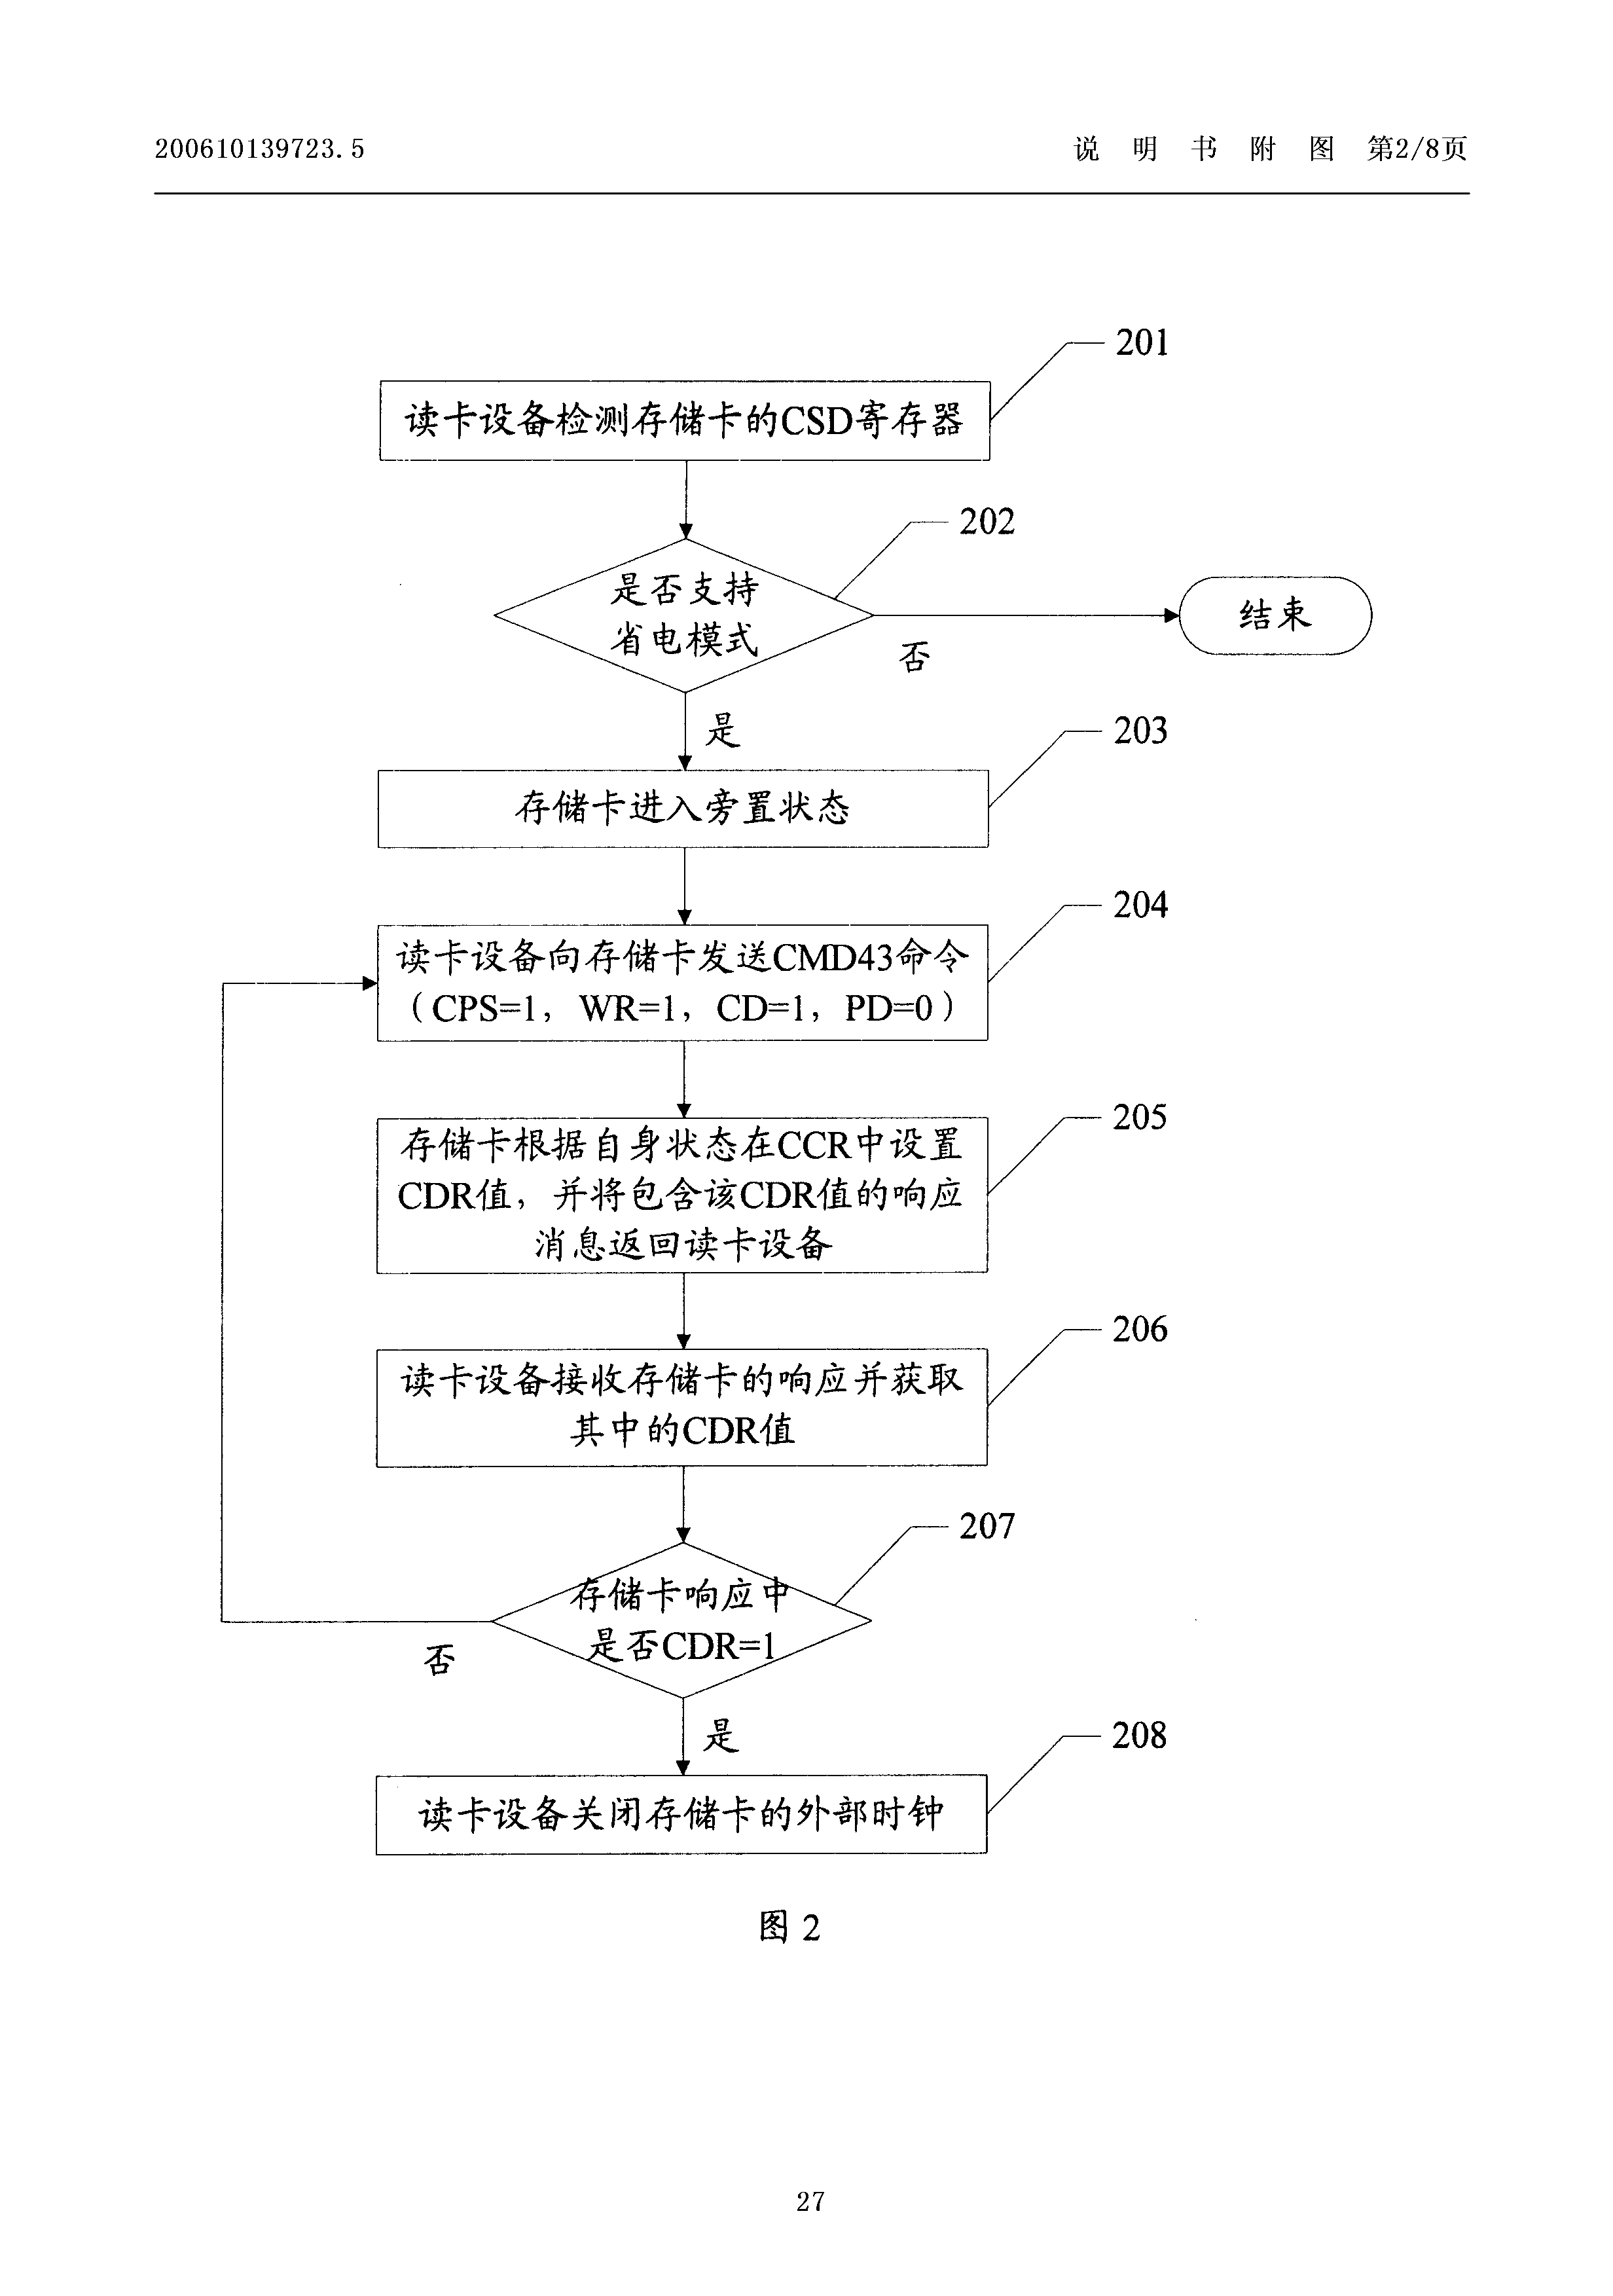 200610139723.5
说 明 书 附 图 第2/8页
201
读卡设备检测存储卡的CSD寄存器
202
是否支持
省电模式
结束
否
是
203
存储卡进入旁置状态
204
读卡设备向存储卡发送CMD43命令
（CPS=1，WR=1，CD=1，PD=0）
205
存储卡根据自身状态在CCR中设置
CDR值，并将包含该CDR值的响应
消息返回读卡设备
206
读卡设备接收存储卡的响应并获取
其中的CDR值
207
存储卡响应中
是否CDR=1
否
是
208
读卡设备关闭存储卡的外部时钟
图 2
27